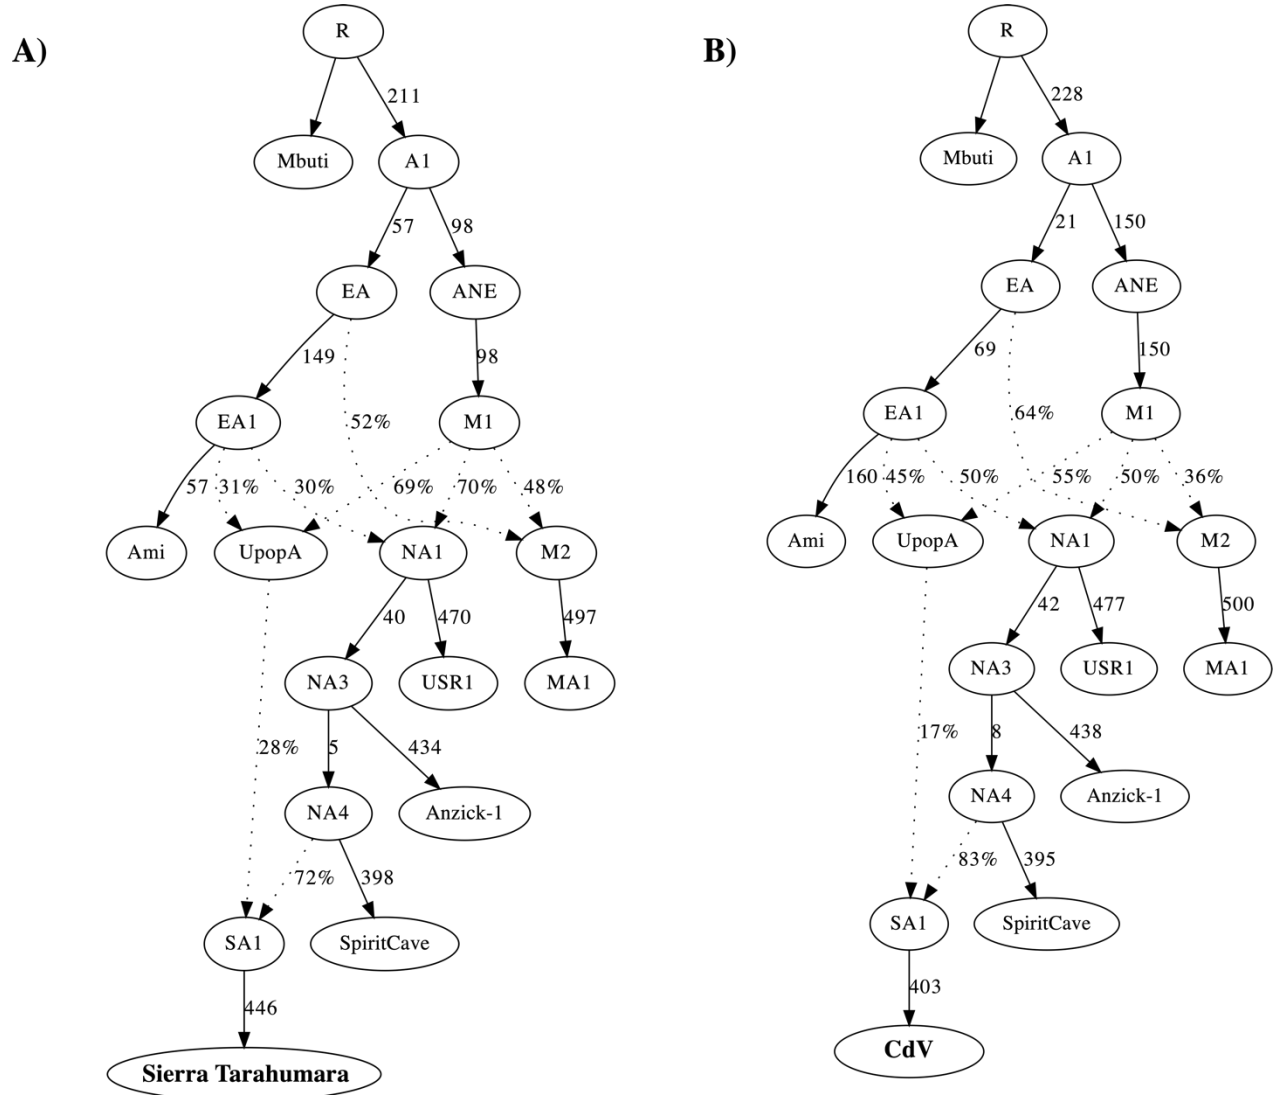 A)
R
211
Mbuti
A1
57
98
EA
ANE
149
98
52%
EA1
M1
57
31%
30%
69%
70%
48%
Ami
UpopA
NA1
M2
40
470
497
NA3
USR1
MA1
28%
5
434
NA4
Anzick-1
72%
398
SA1
SpiritCave
446
Sierra Tarahumara
B)
R
228
Mbuti
A1
21
150
EA
ANE
69
150
64%
EA1
M1
160
45%
50%
55%
50%
36%
Ami
UpopA
NA1
M2
42
477
500
NA3
USR1
MA1
17%
8
438
NA4
Anzick-1
83%
395
SA1
SpiritCave
403
CdV